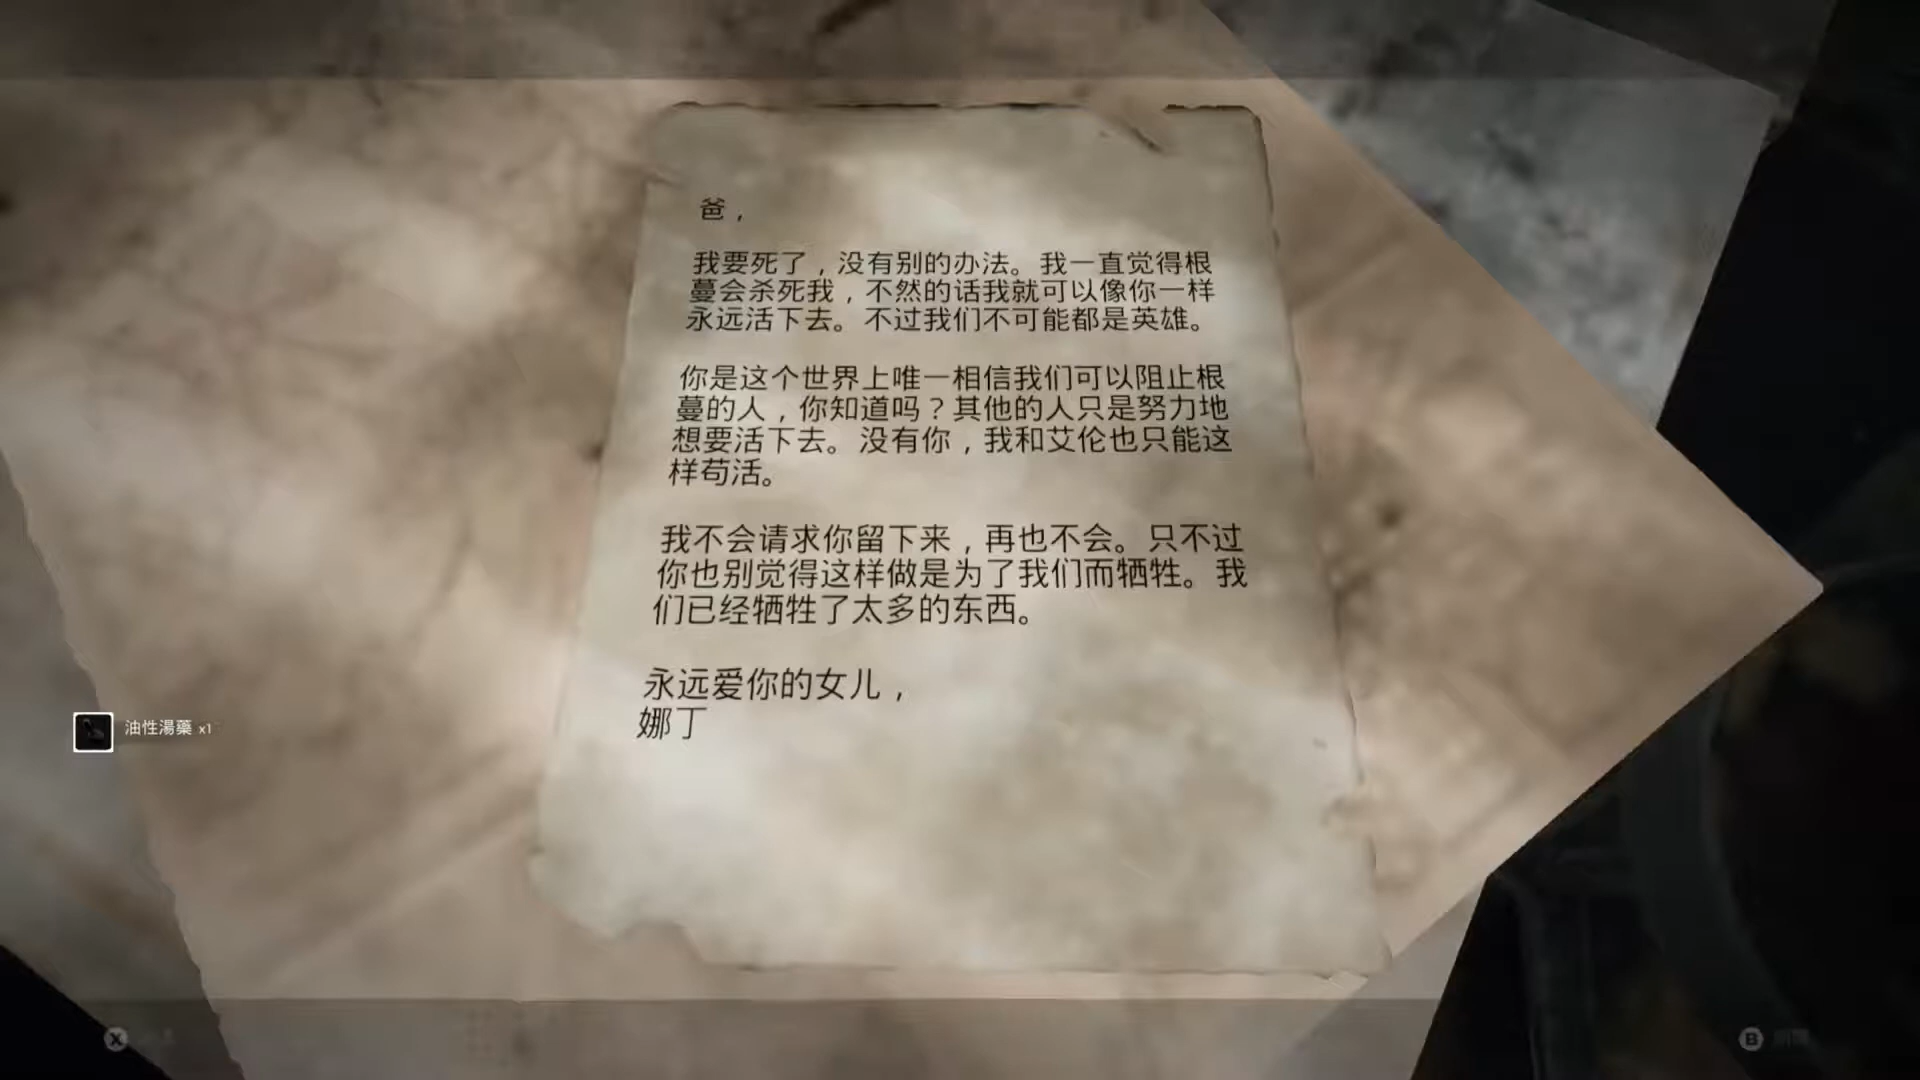 爸，
我要死了，没有别的办法。我一直觉得根
蔓会杀死我，不然的话我就可以像你一样
永远活下去。不过我们不可能都是英雄。
你是这个世界上唯一相信我们可以阻止根
蔓的人，你知道吗？其他的人只是努力地
想要活下去。没有你，我和艾伦也只能这
样苟活。
我不会请求你留下来，再也不会。只不过
你也别觉得这样做是为了我们而牺牲。我
们已经牺牲了太多的东西。
永远爱你的女儿，
娜丁
油性湯藥 x1
X
B